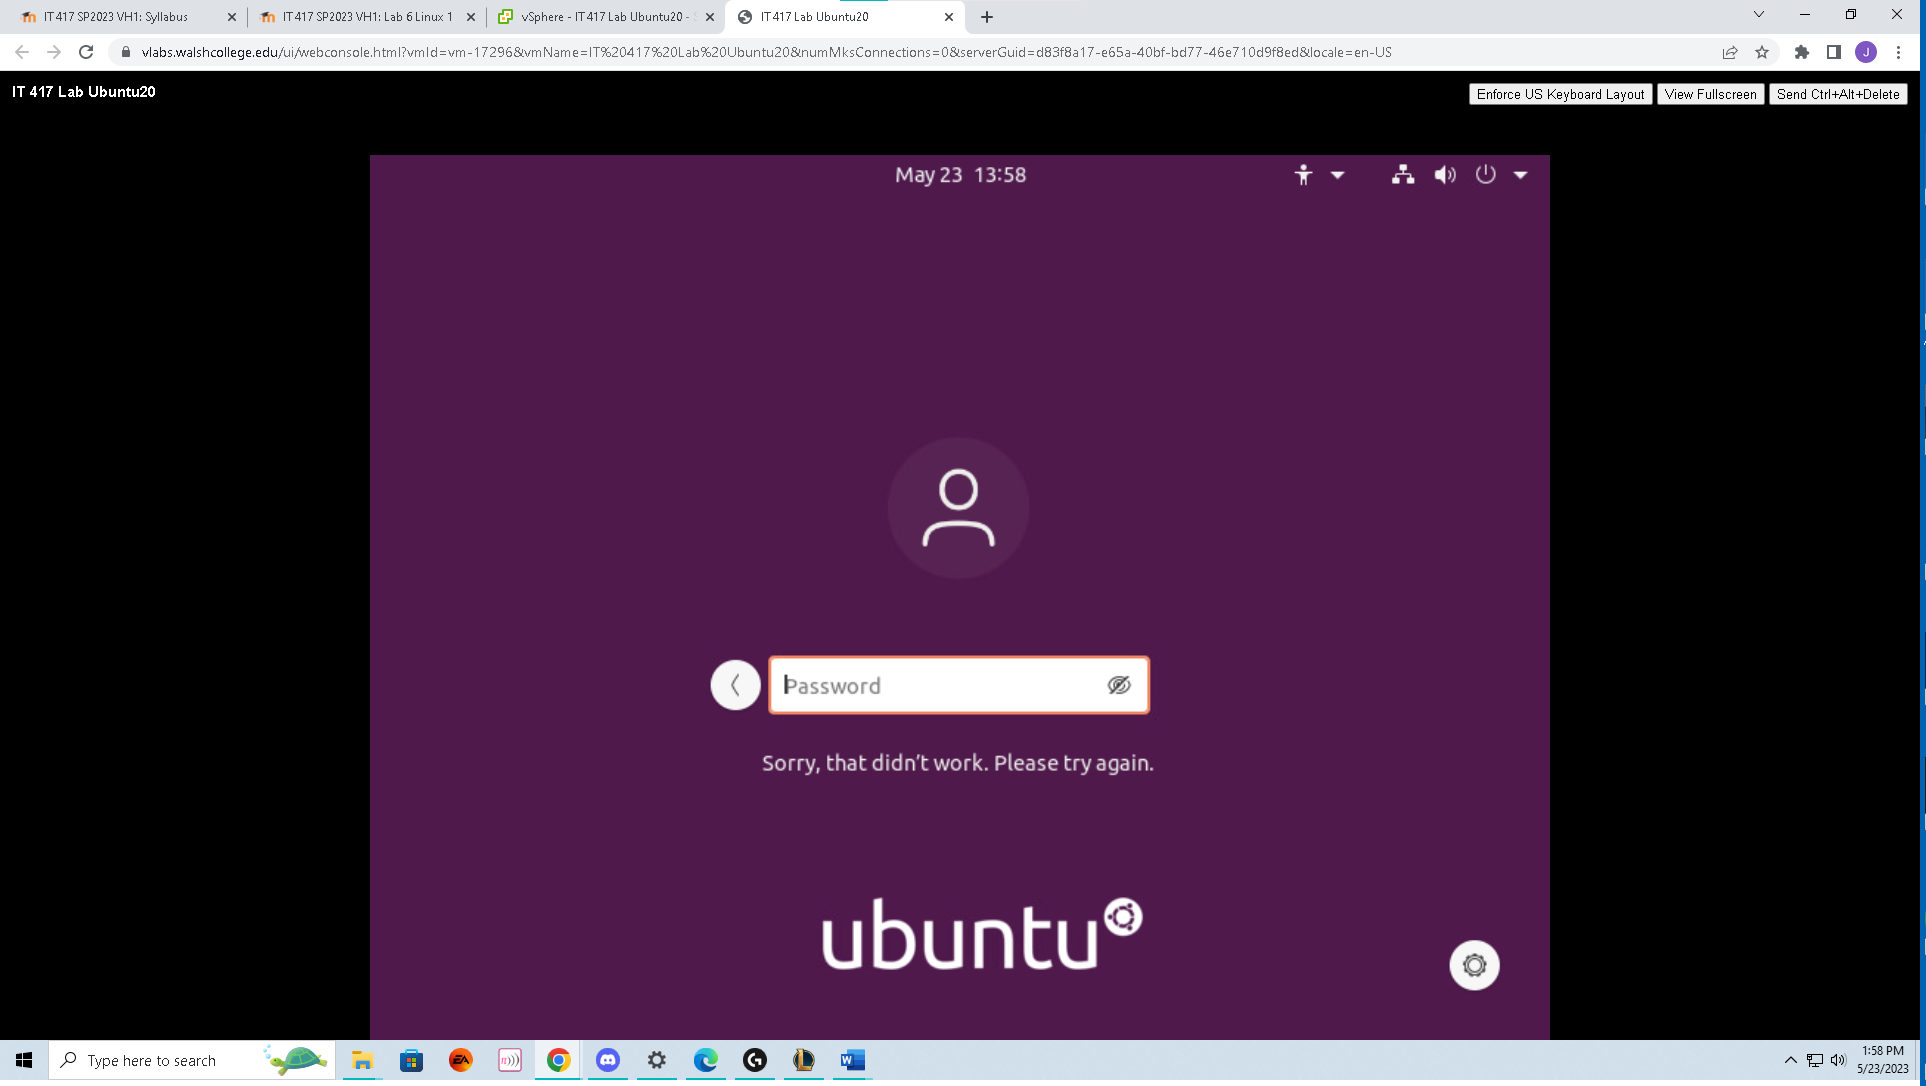 IT417 SP2023 VH1: Syllabus
IT417 SP2023 VH1: Lab 6 Linux 1
vSphere - IT417 Lab Ubuntu20 -
IT417 Lab Ubuntu20
vlabs.walshcollege.edu/ui/webconsole.html?vmId=vm-17296&vmName=IT%20417%20Lab%20Ubuntu20&numMksConnections=0&serverGuid=d83f8a17-e65a-40bf-bd77-46e710d9f8ed&locale=en-US
J
IT 417 Lab Ubuntu20
Enforce US Keyboard Layout
View Fullscreen
Send Ctrl+Alt+Delete
May 23 13:58
Password
Sorry, that didn't work. Please try again.
ubuntu
Type here to search
EA
n)))
G
W
1:58 PM
5/23/2023